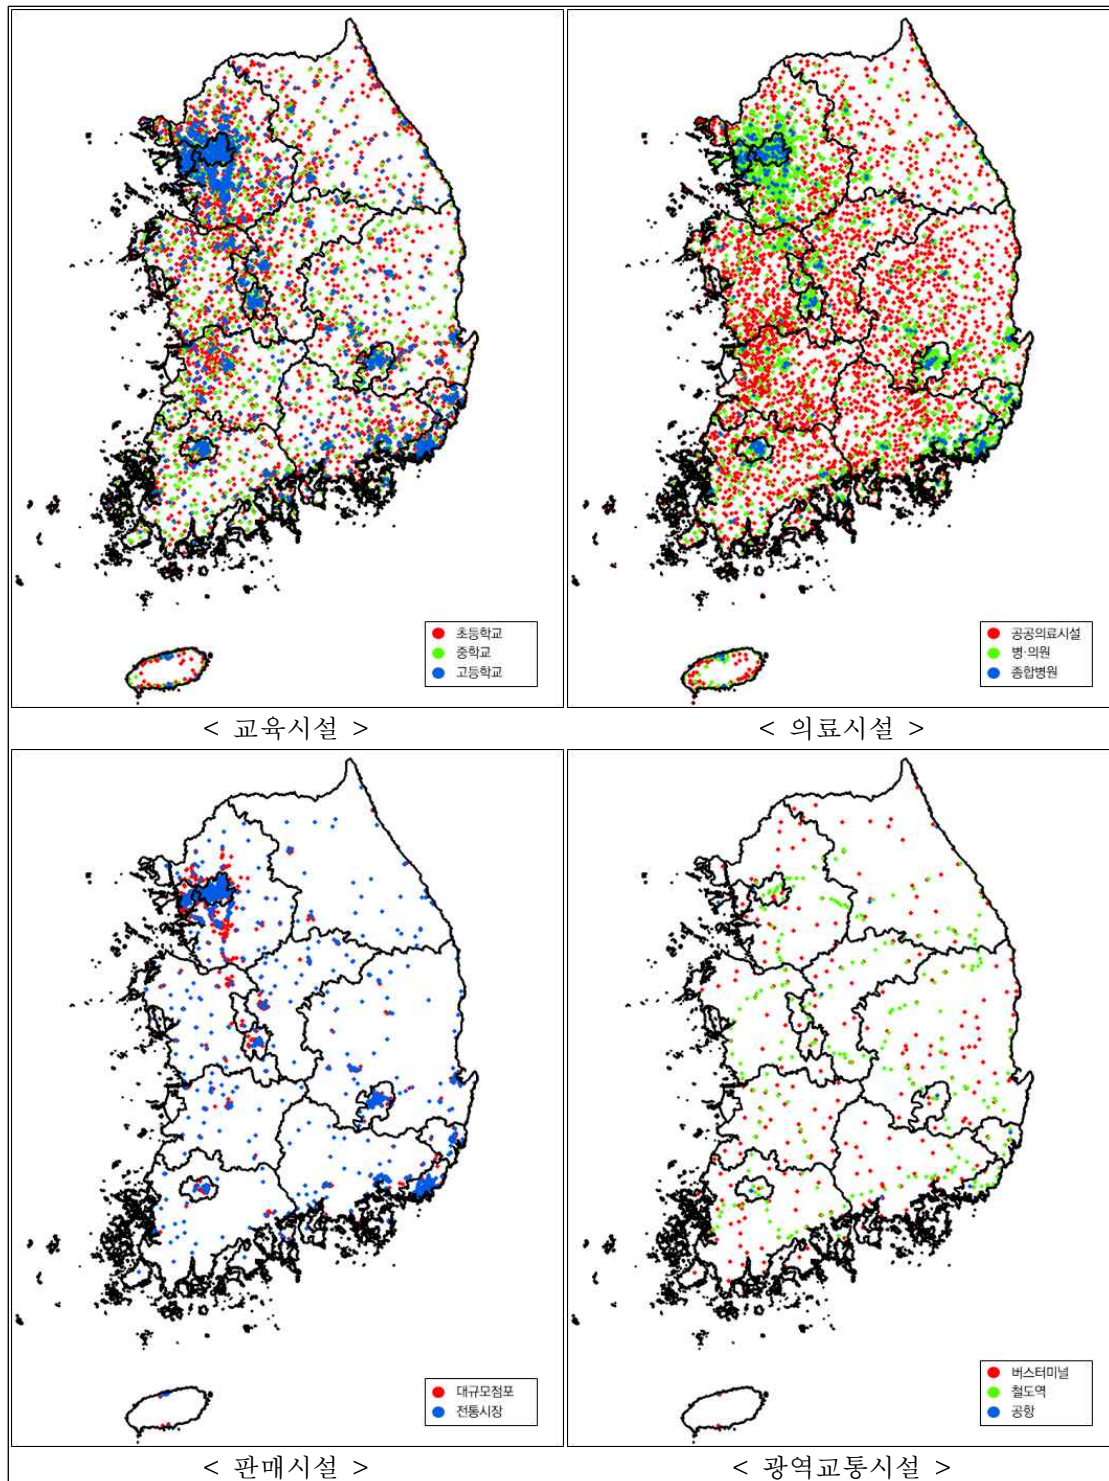 초등학교
중학교
고등학교
공공의료시설
병·의원
종합병원
< 교육시설 >
< 의료시설 >
대규모점포
전통시장
버스터미널
철도역
공항
< 판매시설 >
< 광역교통시설 >